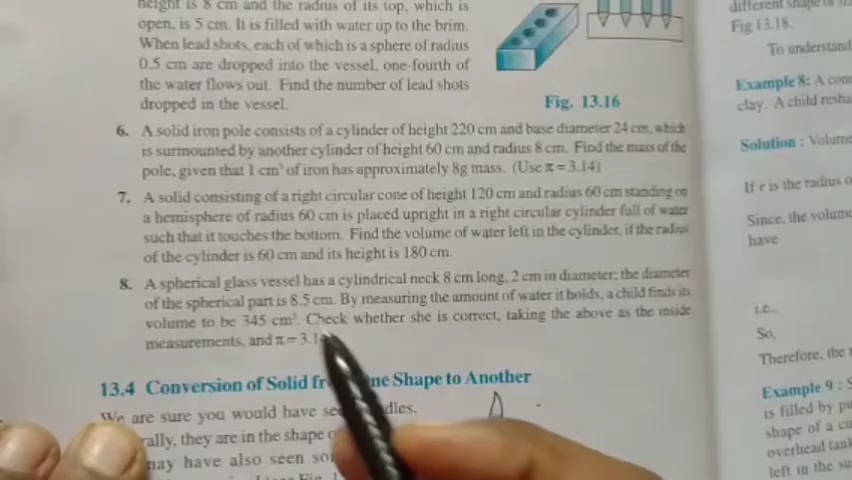 height is 8 cm and the radius of its top, which is
open, is 5 cm. It is filled with water up to the brim.
When lead shots, each of which is a sphere of radius
0.5 cm are dropped into the vessel, one-fourth of
the water flows out. Find the number of lead shots
dropped in the vessel.
Fig. 13.16
6. A solid iron pole consists of a cylinder of height 220 cm and base diameter 24 cm, which
is surmounted by another cylinder of height 60 cm and radius 8 cm. Find the mass of the
pole, given that 1 cm³ of iron has approximately 8g mass. (Use π = 3.14)
7. A solid consisting of a right circular cone of height 120 cm and radius 60 cm standing on
a hemisphere of radius 60 cm is placed upright in a right circular cylinder full of water
such that it touches the bottom. Find the volume of water left in the cylinder, if the radius
of the cylinder is 60 cm and its height is 180 cm.
8. A spherical glass vessel has a cylindrical neck 8 cm long, 2 cm in diameter; the diameter
of the spherical part is 8.5 cm. By measuring the amount of water it holds, a child finds its
volume to be 345 cm³. Check whether she is correct, taking the above as the inside
measurements, and π = 3.1
13.4 Conversion of Solid from One Shape to Another
We are sure you would have
rally, they are in the shape
may have also seen
different shape
Fig 13.18.
To understand
Example 8: A
clay. A child
Solution : Volume
If r is the radius
Since, the
have
i.e.,
So,
Therefore, the
Example 9 :
is filled by
shape of a
overhead
left in the